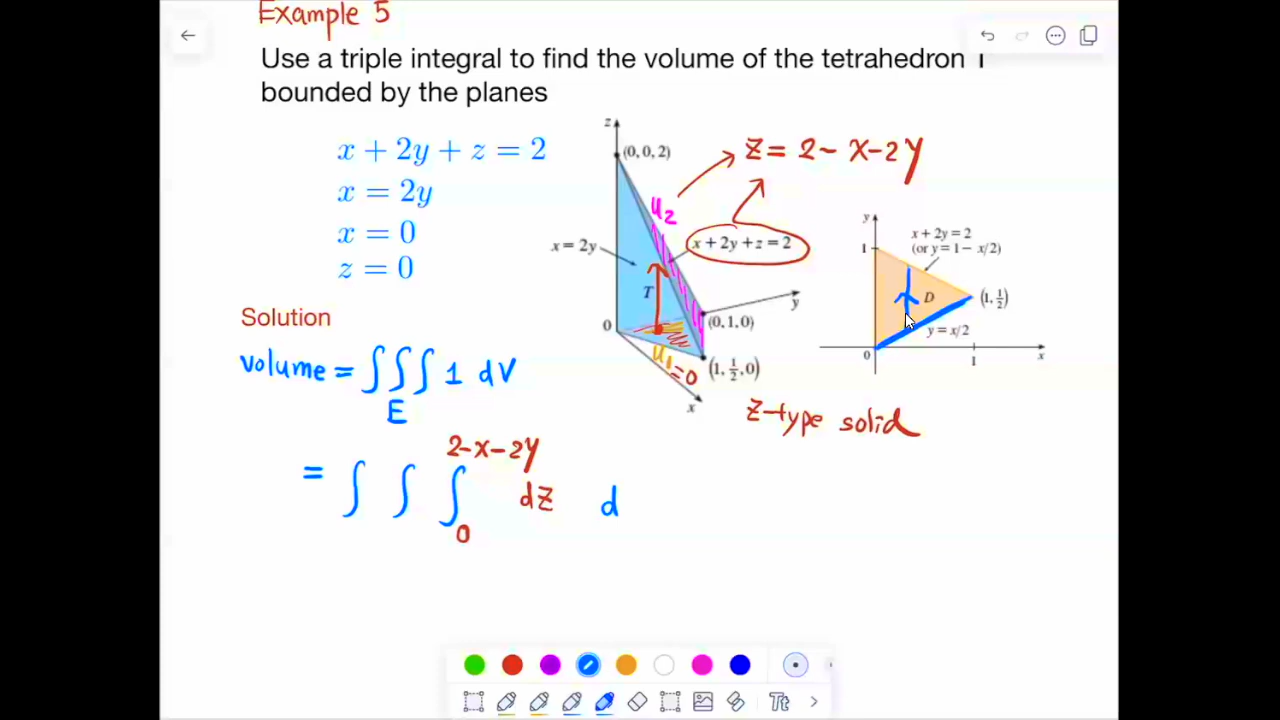 Example 5
Use a triple integral to find the volume of the tetrahedron T
bounded by the planes
x + 2y + z = 2
x = 2y
x = 0
z = 0
z
(0, 0, 2)
z = 2 - x - 2y
u2
x = 2y
x + 2y + z = 2
T
y
0
(0, 1, 0)
u1 = 0
(1, 1/2, 0)
x
y
x + 2y = 2
(or y = 1 - x/2)
1
D
(1, 1/2)
y = x/2
0
1
x
z-type solid
Solution
volume = ∫∫∫ 1 dV
E
= ∫ ∫ ∫ dz d
2-x-2y
0
Tt